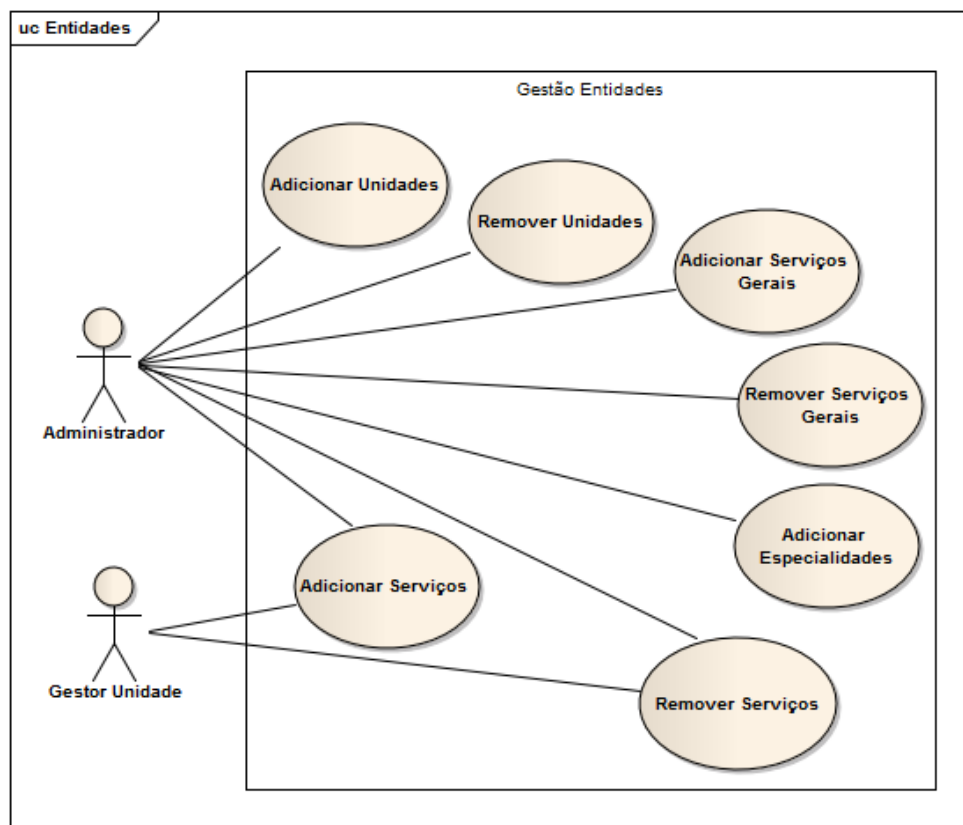 uc Entidades
Gestão Entidades
Adicionar Unidades
Remover Unidades
Adicionar Serviços
Gerais
Remover Serviços
Gerais
Administrador
Adicionar
Especialidades
Adicionar Serviços
Gestor Unidade
Remover Serviços